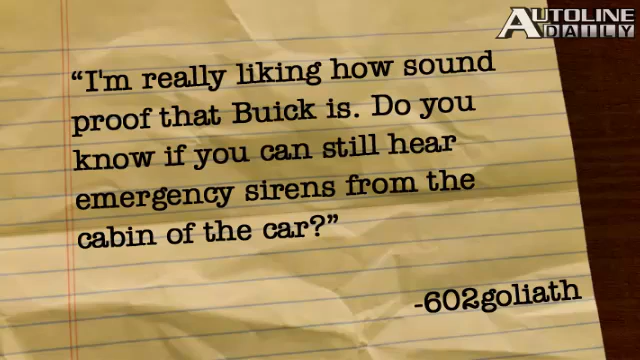 AUTOLINE
DAILY
“I'm really liking how sound
proof that Buick is. Do you
know if you can still hear
emergency sirens from the
cabin of the car?”
-602goliath